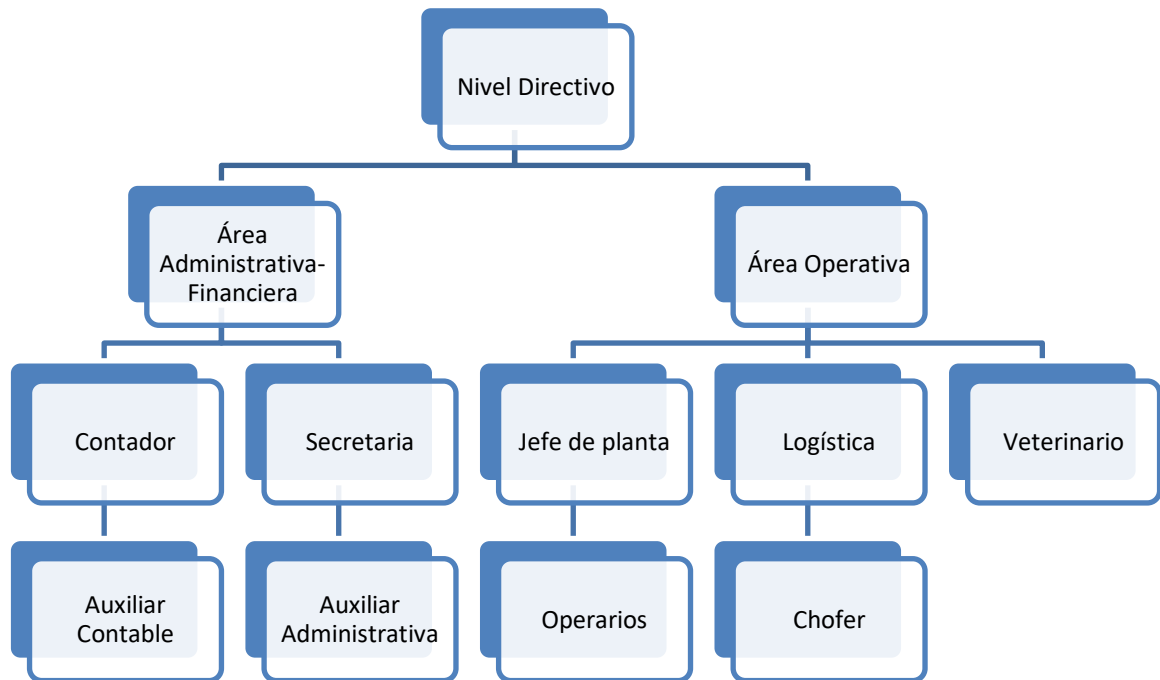 Nivel Directivo
Área
Administrativa-
Financiera
Área Operativa
Contador
Secretaria
Jefe de planta
Logística
Veterinario
Auxiliar
Contable
Auxiliar
Administrativa
Operarios
Chofer